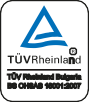 TÜVRheinland
TÜV Rheinland Bulgaria
BS OHSAS 18001:2007